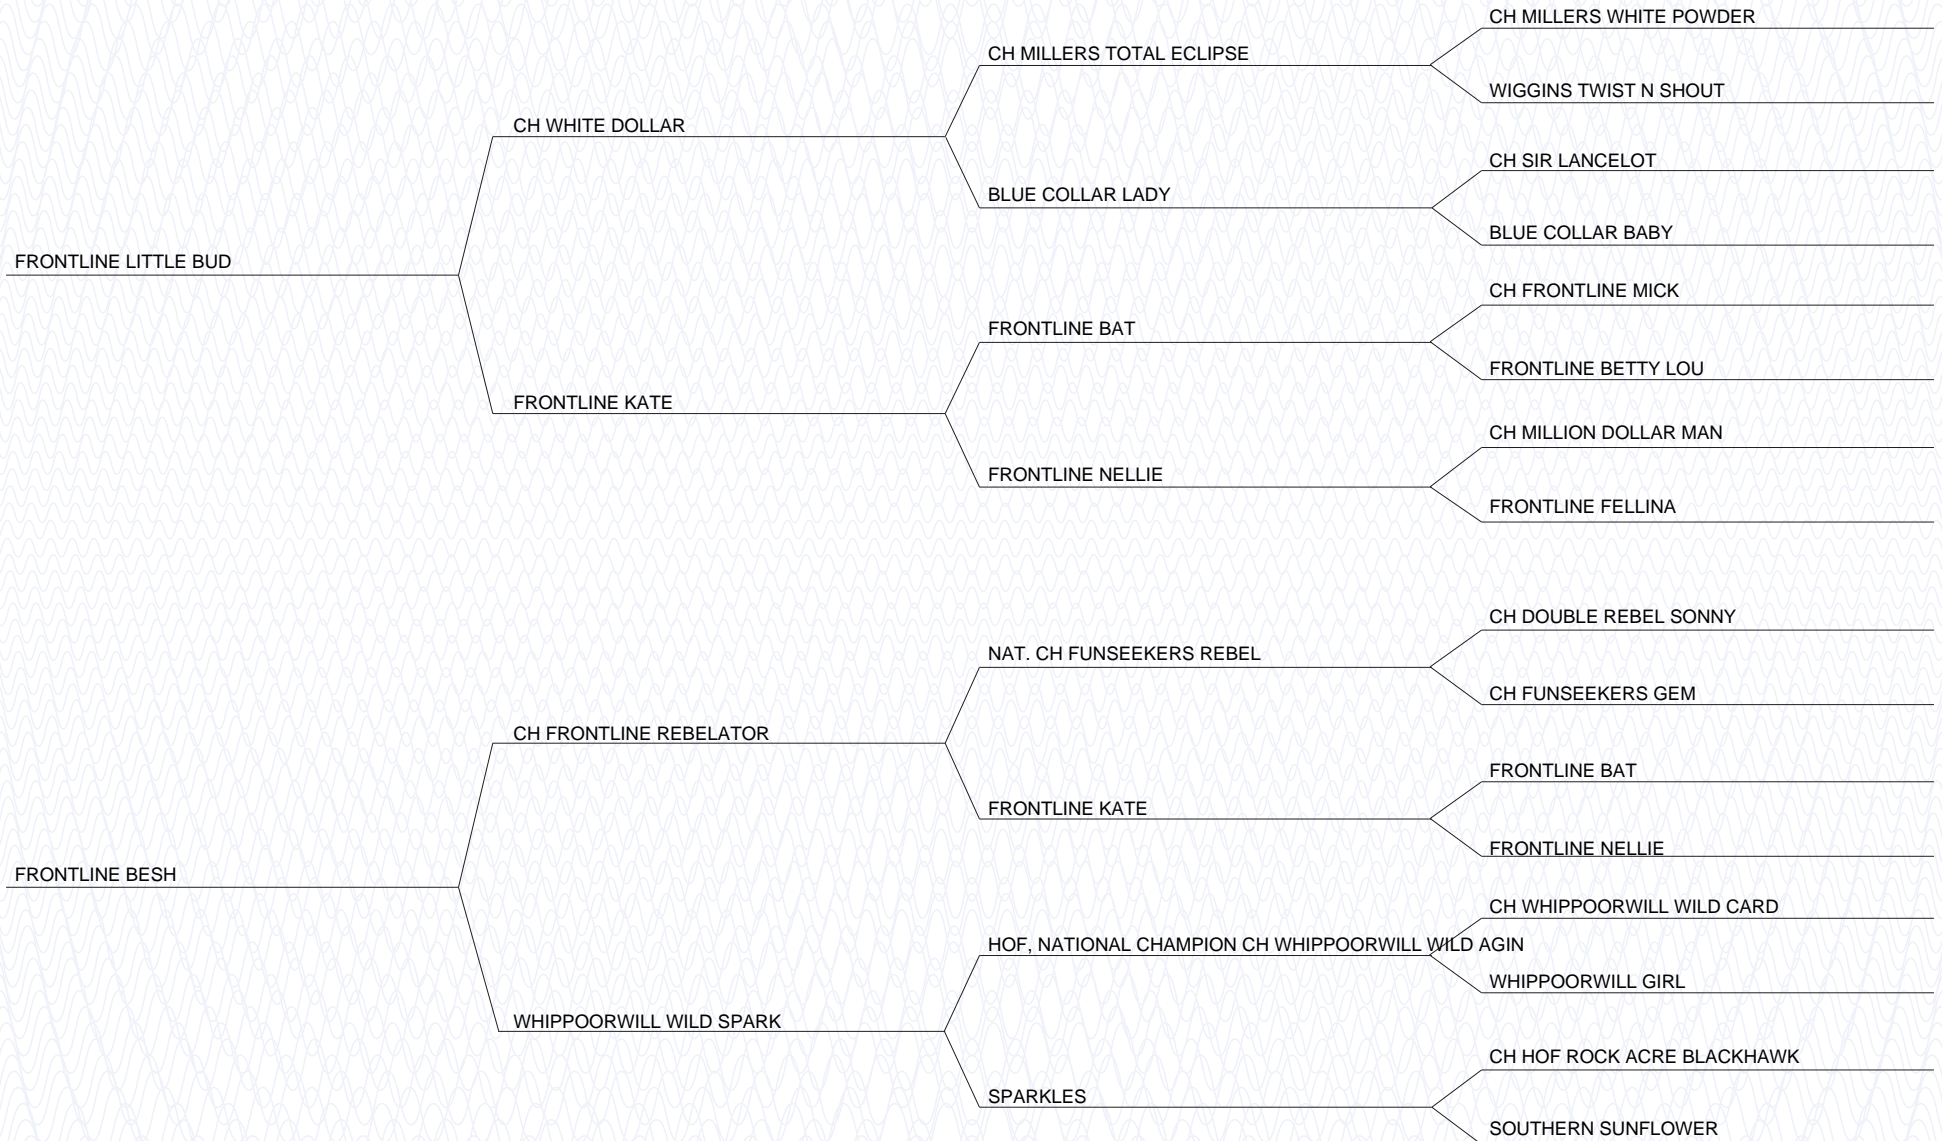 CH MILLERS WHITE POWDER
CH MILLERS TOTAL ECLIPSE
WIGGINS TWIST N SHOUT
CH WHITE DOLLAR
CH SIR LANCELOT
BLUE COLLAR LADY
BLUE COLLAR BABY
FRONTLINE LITTLE BUD
CH FRONTLINE MICK
FRONTLINE BAT
FRONTLINE BETTY LOU
FRONTLINE KATE
CH MILLION DOLLAR MAN
FRONTLINE NELLIE
FRONTLINE FELLINA
CH DOUBLE REBEL SONNY
NAT. CH FUNSEEKERS REBEL
CH FUNSEEKERS GEM
CH FRONTLINE REBELATOR
FRONTLINE BAT
FRONTLINE KATE
FRONTLINE NELLIE
FRONTLINE BESH
CH WHIPPOORWILL WILD CARD
HOF, NATIONAL CHAMPION CH WHIPPOORWILL WILD AGIN
WHIPPOORWILL GIRL
WHIPPOORWILL WILD SPARK
CH HOF ROCK ACRE BLACKHAWK
SPARKLES
SOUTHERN SUNFLOWER